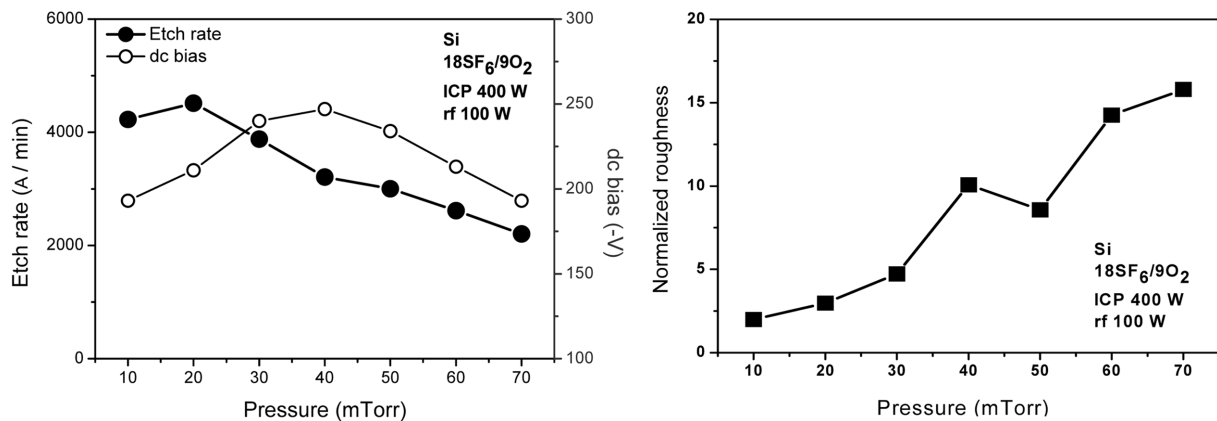 6000
4000
2000
0
Etch rate (A / min)
Etch rate
dc bias
Si
18SF6/9O2
ICP 400 W
rf 100 W
300
250
200
150
100
dc bias (-V)
10 20 30 40 50 60 70
Pressure (mTorr)
20
15
10
5
0
Normalized roughness
Si
18SF6/9O2
ICP 400 W
rf 100 W
10 20 30 40 50 60 70
Pressure (mTorr)